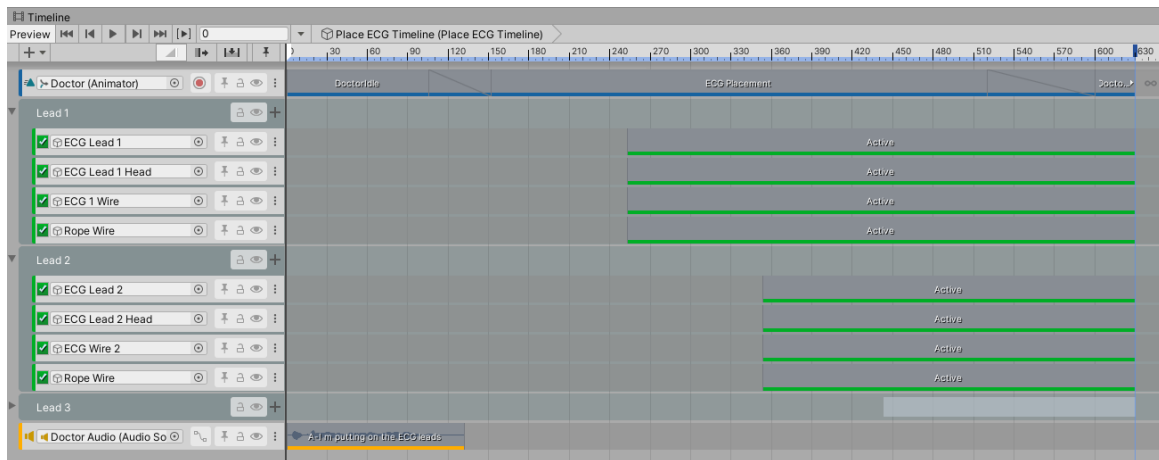 Timeline
Preview 0 Place ECG Timeline (Place ECG Timeline)
30 60 90 120 150 180 210 240 270 300 330 360 390 420 450 480 510 540 570 600 630
Doctor (Animator) DoctorIdle ECG Placement Docto...
Lead 1
ECG Lead 1 Active
ECG Lead 1 Head Active
ECG 1 Wire Active
Rope Wire Active
Lead 2
ECG Lead 2 Active
ECG Lead 2 Head Active
ECG Wire 2 Active
Rope Wire Active
Lead 3
Doctor Audio (Audio So A-I'm putting on the ECG leads